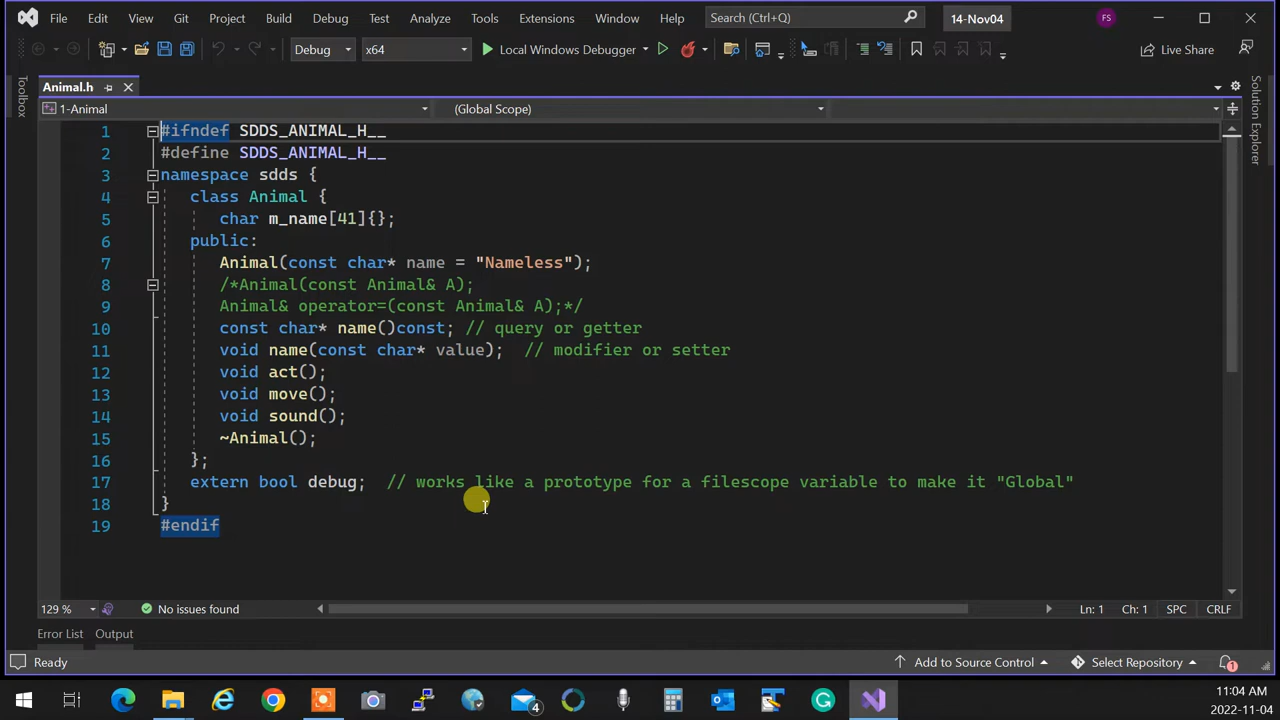 File Edit View Git Project Build Debug Test Analyze Tools Extensions Window Help Search (Ctrl+Q) 14-Nov04 FS
Debug x64 Local Windows Debugger Live Share
Toolbox
Animal.h
1-Animal (Global Scope)
Solution Explorer
1 #ifndef SDDS_ANIMAL_H__
2 #define SDDS_ANIMAL_H__
3 namespace sdds {
4 class Animal {
5 char m_name[41]{};
6 public:
7 Animal(const char* name = "Nameless");
8 /*Animal(const Animal& A);
9 Animal& operator=(const Animal& A);*/
10 const char* name()const; // query or getter
11 void name(const char* value); // modifier or setter
12 void act();
13 void move();
14 void sound();
15 ~Animal();
16 };
17 extern bool debug; // works like a prototype for a filescope variable to make it "Global"
18 }
19 #endif
129 % No issues found Ln: 1 Ch: 1 SPC CRLF
Error List Output
Ready Add to Source Control Select Repository 1
4
11:04 AM
2022-11-04